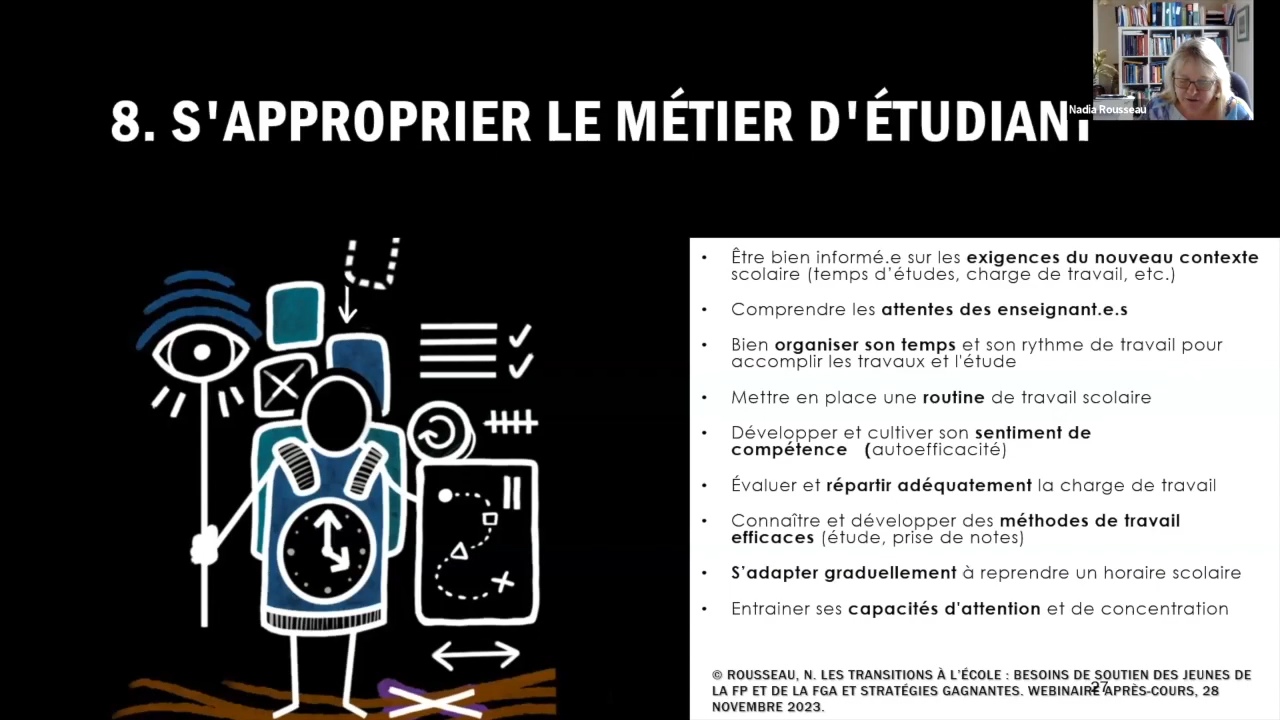 8. S'APPROPRIER LE MÉTIER D'ÉTUDIANT
Nadia Rousseau
• Être bien informé.e sur les exigences du nouveau contexte
scolaire (temps d’études, charge de travail, etc.)
• Comprendre les attentes des enseignant.e.s
• Bien organiser son temps et son rythme de travail pour
accomplir les travaux et l'étude
• Mettre en place une routine de travail scolaire
• Développer et cultiver son sentiment de
compétence (autoefficacité)
• Évaluer et répartir adéquatement la charge de travail
• Connaître et développer des méthodes de travail
efficaces (étude, prise de notes)
• S’adapter graduellement à reprendre un horaire scolaire
• Entrainer ses capacités d'attention et de concentration
© ROUSSEAU, N. LES TRANSITIONS À L’ÉCOLE : BESOINS DE SOUTIEN DES JEUNES DE
LA FP ET DE LA FGA ET STRATÉGIES GAGNANTES. WEBINAIRE APRÈS-COURS, 28
NOVEMBRE 2023.
27